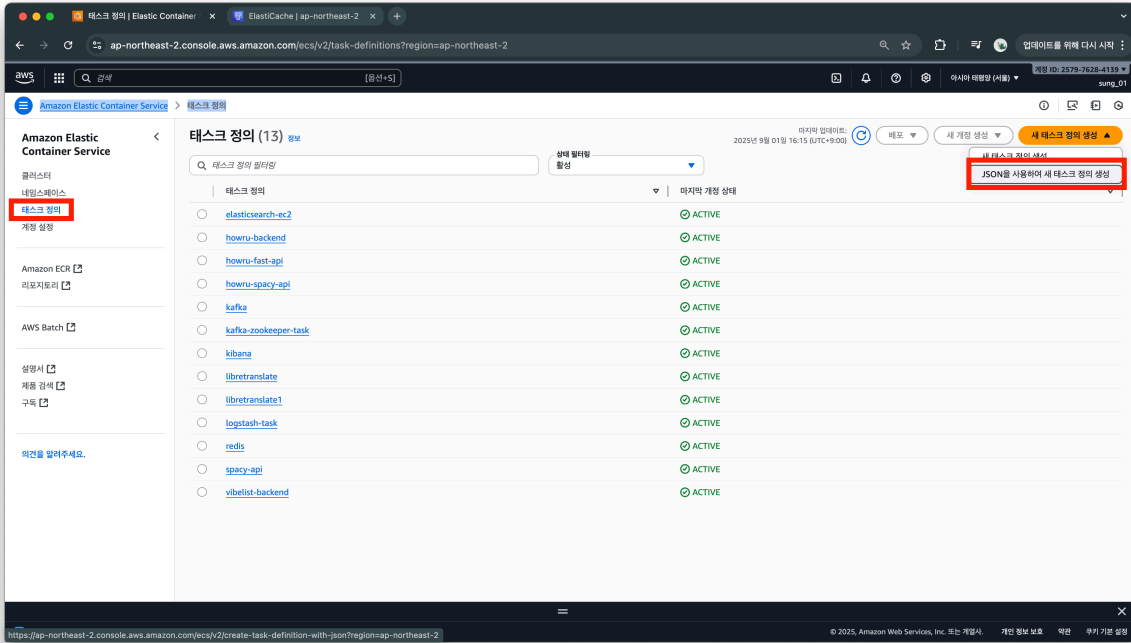 태스크 정의 | Elastic Container
ElastiCache | ap-northeast-2
ap-northeast-2.console.aws.amazon.com/ecs/v2/task-definitions?region=ap-northeast-2
업데이트를 위해 다시 시작
aws
검색
[옵션+S]
아시아 태평양 (서울)
계정 ID: 2579-7628-4139
sung_01
Amazon Elastic Container Service
태스크 정의
Amazon Elastic
Container Service
클러스터
네임스페이스
태스크 정의
계정 설정
Amazon ECR
리포지토리
AWS Batch
설명서
제품 검색
구독
의견을 알려주세요.
태스크 정의 (13) 정보
마지막 업데이트:
2025년 9월 01일 16:15 (UTC+9:00)
배포
새 개정 생성
새 태스크 정의 생성
새 태스크 정의 생성
JSON을 사용하여 새 태스크 정의 생성
태스크 정의 필터링
상태 필터링
활성
태스크 정의 마지막 개정 상태
elasticsearch-ec2 ACTIVE
howru-backend ACTIVE
howru-fast-api ACTIVE
howru-spacy-api ACTIVE
kafka ACTIVE
kafka-zookeeper-task ACTIVE
kibana ACTIVE
libretranslate ACTIVE
libretranslate1 ACTIVE
logstash-task ACTIVE
redis ACTIVE
spacy-api ACTIVE
vibelist-backend ACTIVE
https://ap-northeast-2.console.aws.amazon.com/ecs/v2/create-task-definition-with-json?region=ap-northeast-2
© 2025, Amazon Web Services, Inc. 또는 계열사.
개인 정보 보호
약관
쿠키 기본 설정